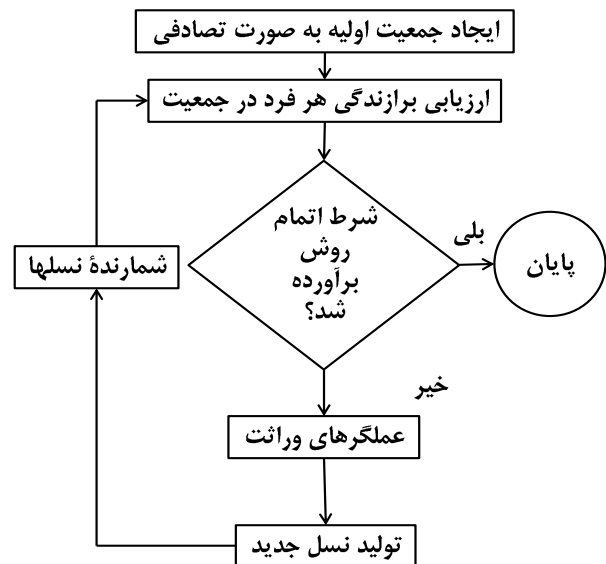 ایجاد جمعیت اولیه به صورت تصادفی
ارزیابی برازندگی هر فرد در جمعیت
شرط اتمام
روش
برآورده
شد؟
بلی
پایان
شمارندۀ نسلها
خیر
عملگرهای وراثت
تولید نسل جدید